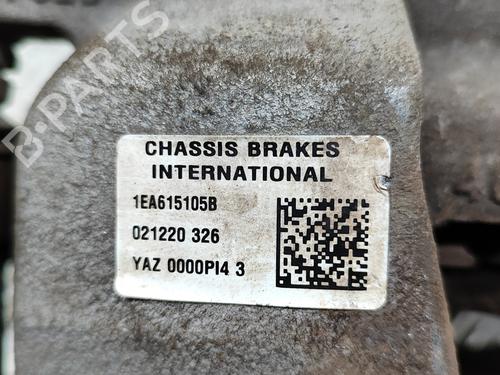 B-PARTS
CHASSIS BRAKES
INTERNATIONAL
1EA615105B
021220 326
YAZ 0000PI4 3